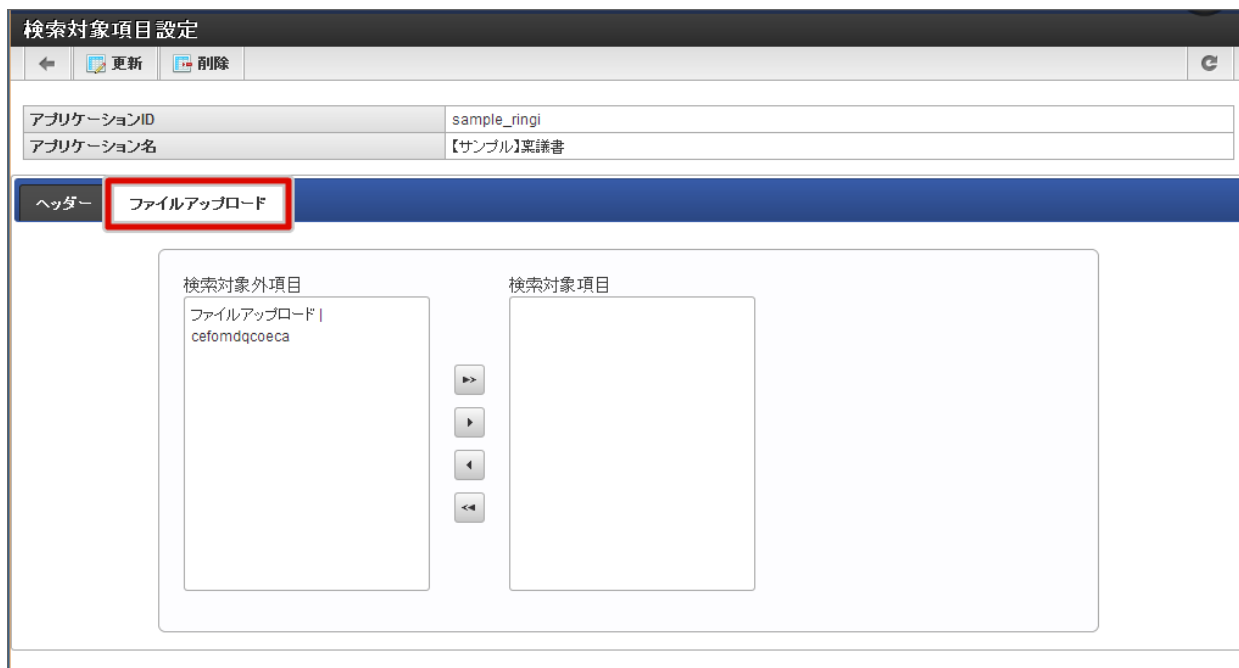 検索対象項目設定
更新 削除
アプリケーションID sample_ringi
アプリケーション名 【サンプル】稟議書
ヘッダー ファイルアップロード
検索対象外項目 検索対象項目
ファイルアップロード |
cefomdqcoeca